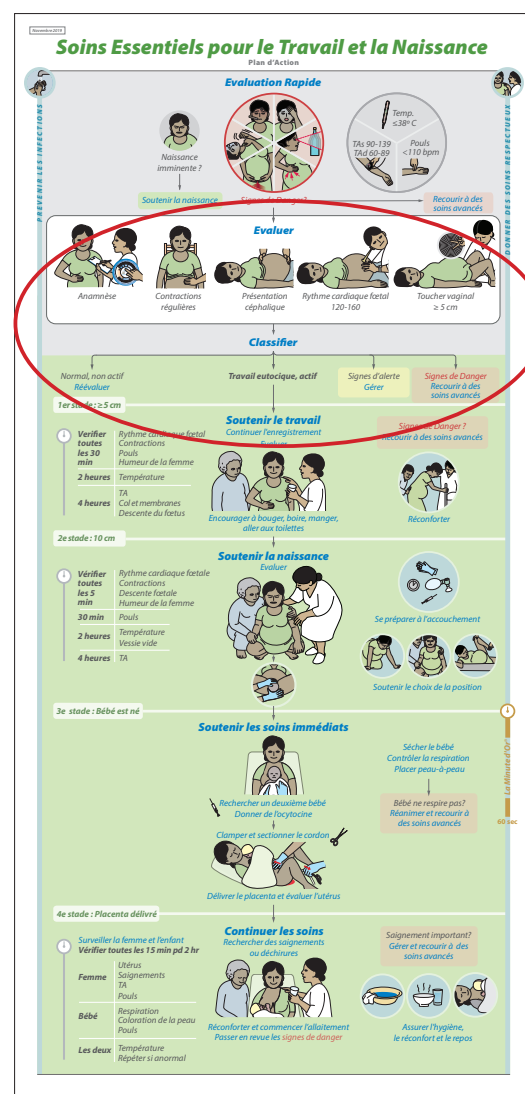 Novembre 2019
Soins Essentiels pour le Travail et la Naissance
Plan d'Action
PREVENIR LES INFECTIONS
DONNER DES SOINS RESPECTUEUX
Evaluation Rapide
Naissance
imminente ?
Soutenir la naissance
Temp.
≤38º C
TAs 90-139
TAd 60-89
Pouls
<110 bpm
Signes de Danger?
Recourir à des
soins avancés
Evaluer
Anamnèse
Contractions
régulières
Présentation
céphalique
Rythme cardiaque fœtal
120-160
Toucher vaginal
≥ 5 cm
Classifier
Normal, non actif
Réévaluer
Travail eutocique, actif
Signes d'alerte
Gérer
Signes de Danger
Recourir à des
soins avancés
1er stade : ≥ 5 cm
Soutenir le travail
Continuer l'enregistrement
Evaluer
Signes de Danger ?
Recourir à des soins avancés
Vérifier
toutes
les 30
min
Rythme cardiaque fœtal
Contractions
Pouls
Humeur de la femme
2 heures
Température
4 heures
TA
Col et membranes
Descente du fœtus
Encourager à bouger, boire, manger,
aller aux toilettes
Réconforter
2e stade : 10 cm
Soutenir la naissance
Evaluer
Vérifier
toutes
les 5
min
Rythme cardiaque fœtale
Contractions
Descente fœtale
Humeur de la femme
30 min
Pouls
2 heures
Température
Vessie vide
4 heures
TA
Se préparer à l'accouchement
Soutenir le choix de la position
3e stade : Bébé est né
Soutenir les soins immédiats
Rechercher un deuxième bébé
Donner de l'ocytocine
Clamper et sectionner le cordon
Délivrer le placenta et évaluer l'utérus
Sécher le bébé
Contrôler la respiration
Placer peau-à-peau
Bébé ne respire pas?
Réanimer et recourir à
des soins avancés
La Minute d'Or®
60 sec
4e stade : Placenta délivré
Continuer les soins
Rechercher des saignements
ou déchirures
Surveiller la femme et l'enfant
Vérifier toutes les 15 min pd 2 hr
Femme
Utérus
Saignements
TA
Pouls
Bébé
Respiration
Coloration de la peau
Pouls
Les deux
Température
Répéter si anormal
Réconforter et commencer l'allaitement
Passer en revue les signes de danger
Saignement important?
Gérer et recourir à des
soins avancés
Assurer l'hygiène,
le réconfort et le repos